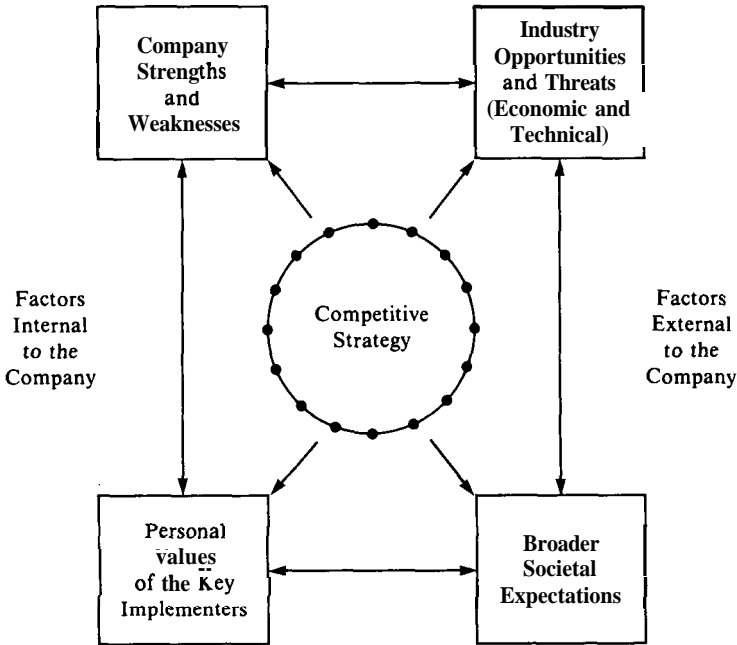 Company
Strengths
and
Weaknesses
Industry
Opportunities
and Threats
(Economic and
Technical)
Factors
Internal
to the
Company
Competitive
Strategy
Factors
External
to the
Company
Personal
values
of the Key
Implementers
Broader
Societal
Expectations